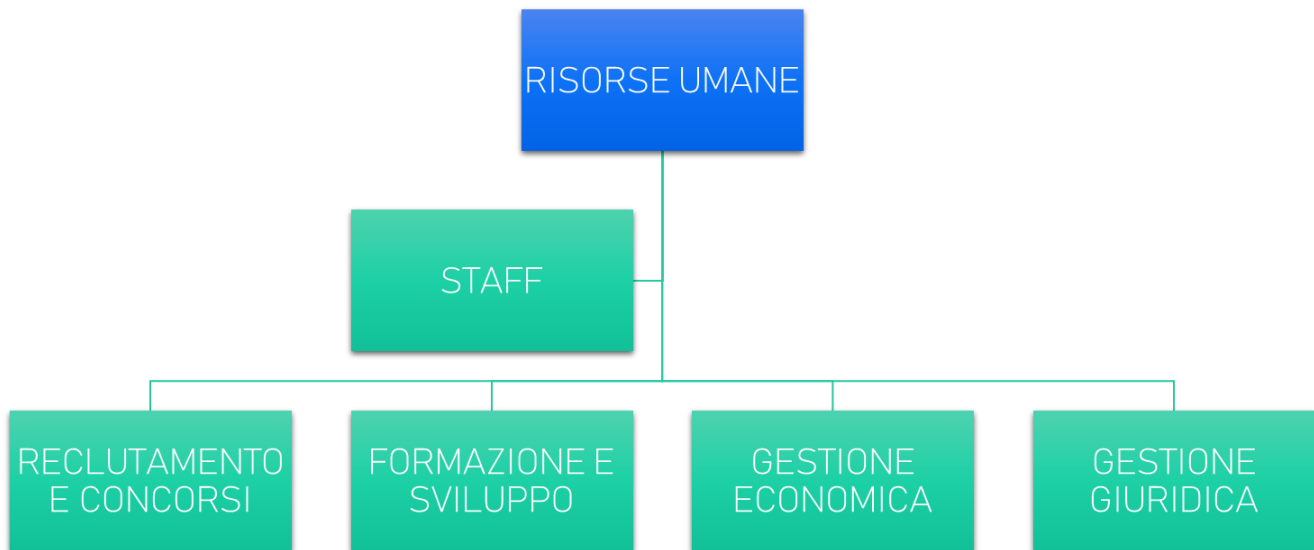 RISORSE UMANE
STAFF
RECLUTAMENTO
E CONCORSI
FORMAZIONE E
SVILUPPO
GESTIONE
ECONOMICA
GESTIONE
GIURIDICA